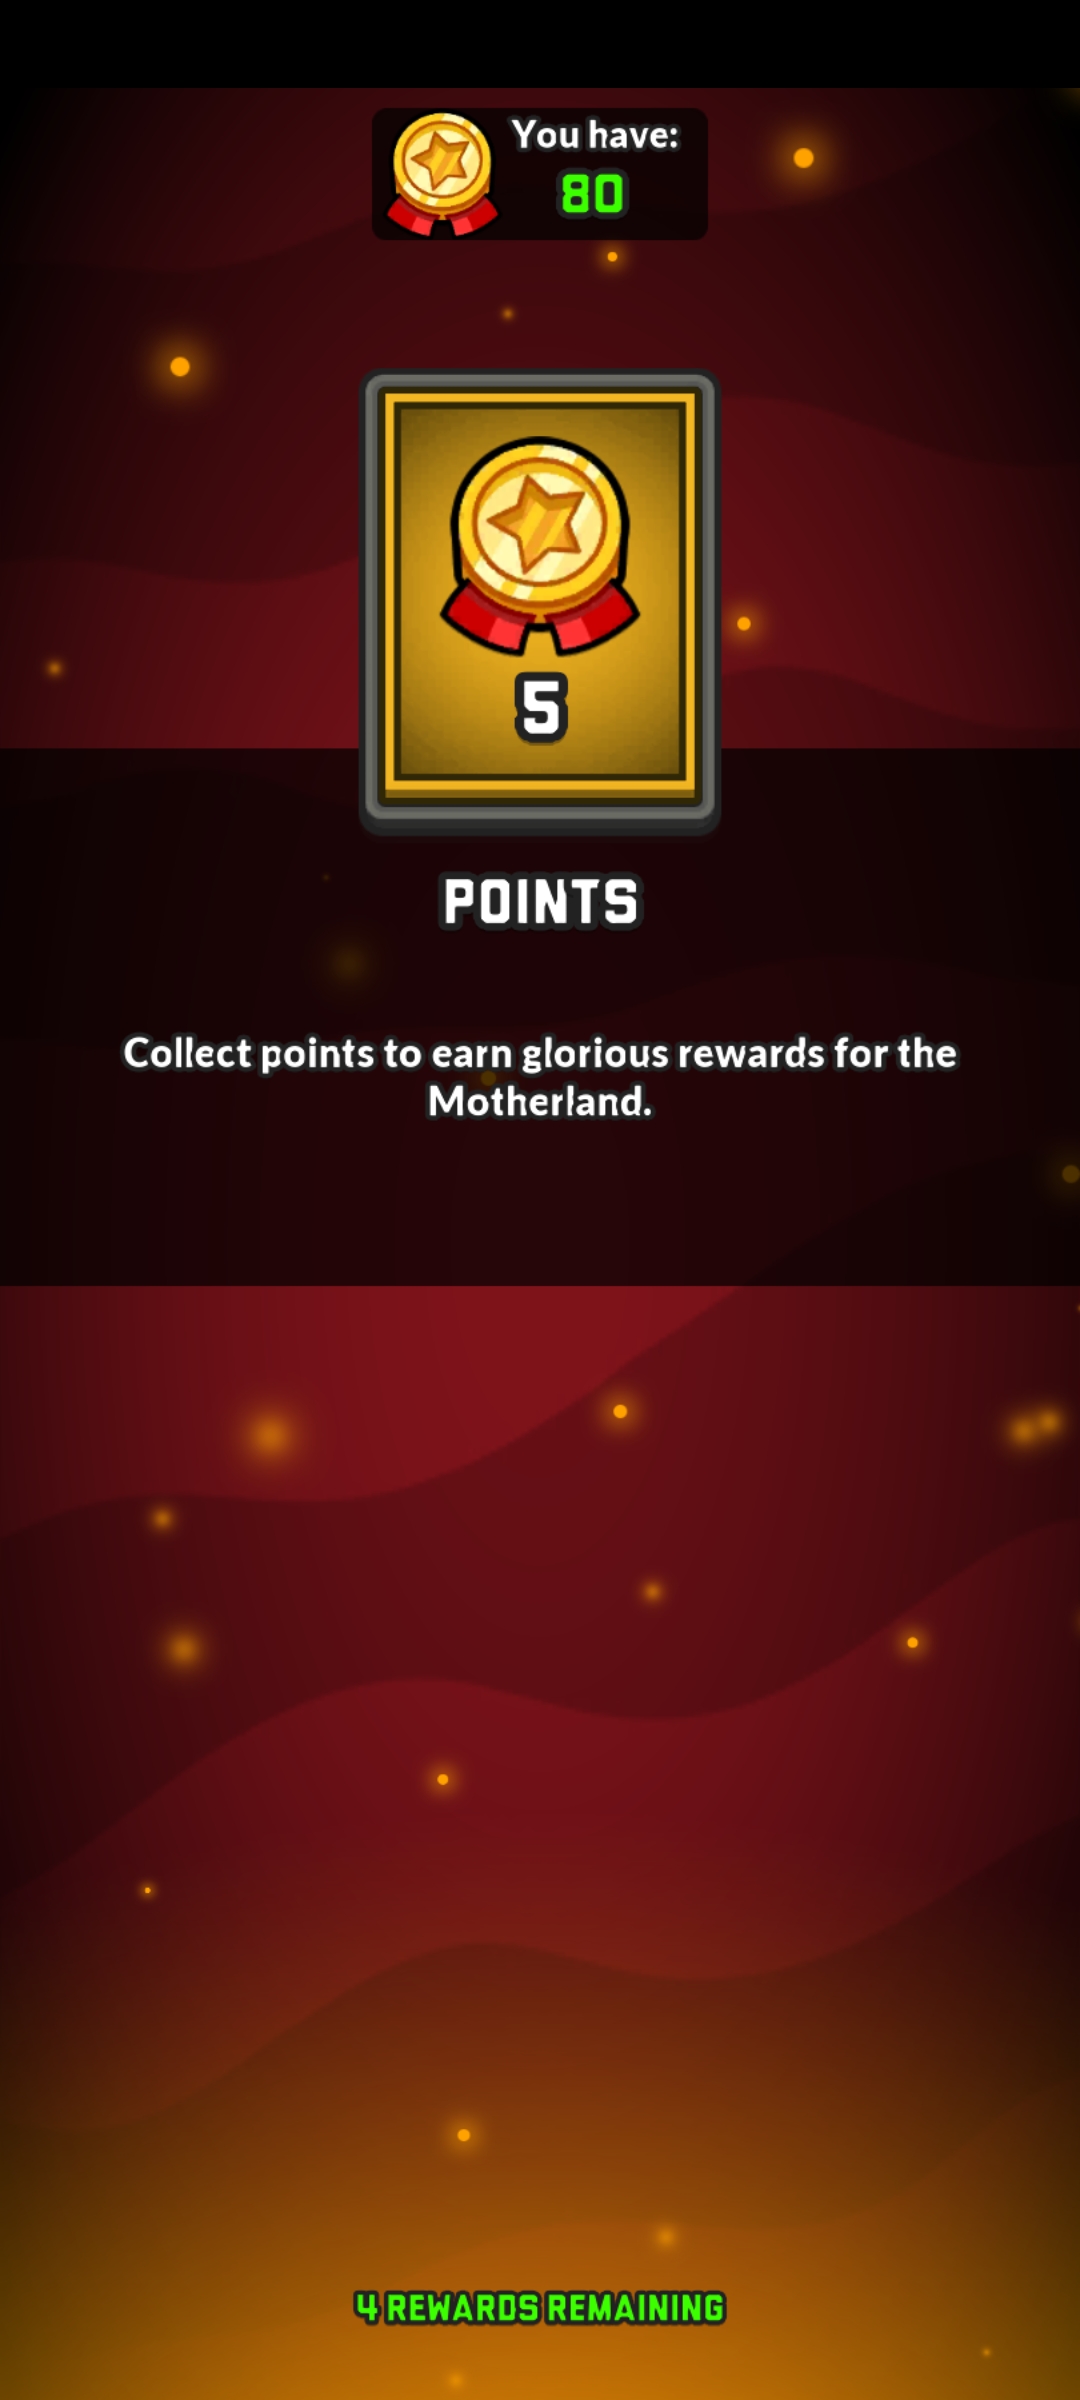 You have:
80
5
POINTS
Collect points to earn glorious rewards for the
Motherland.
4 REWARDS REMAINING